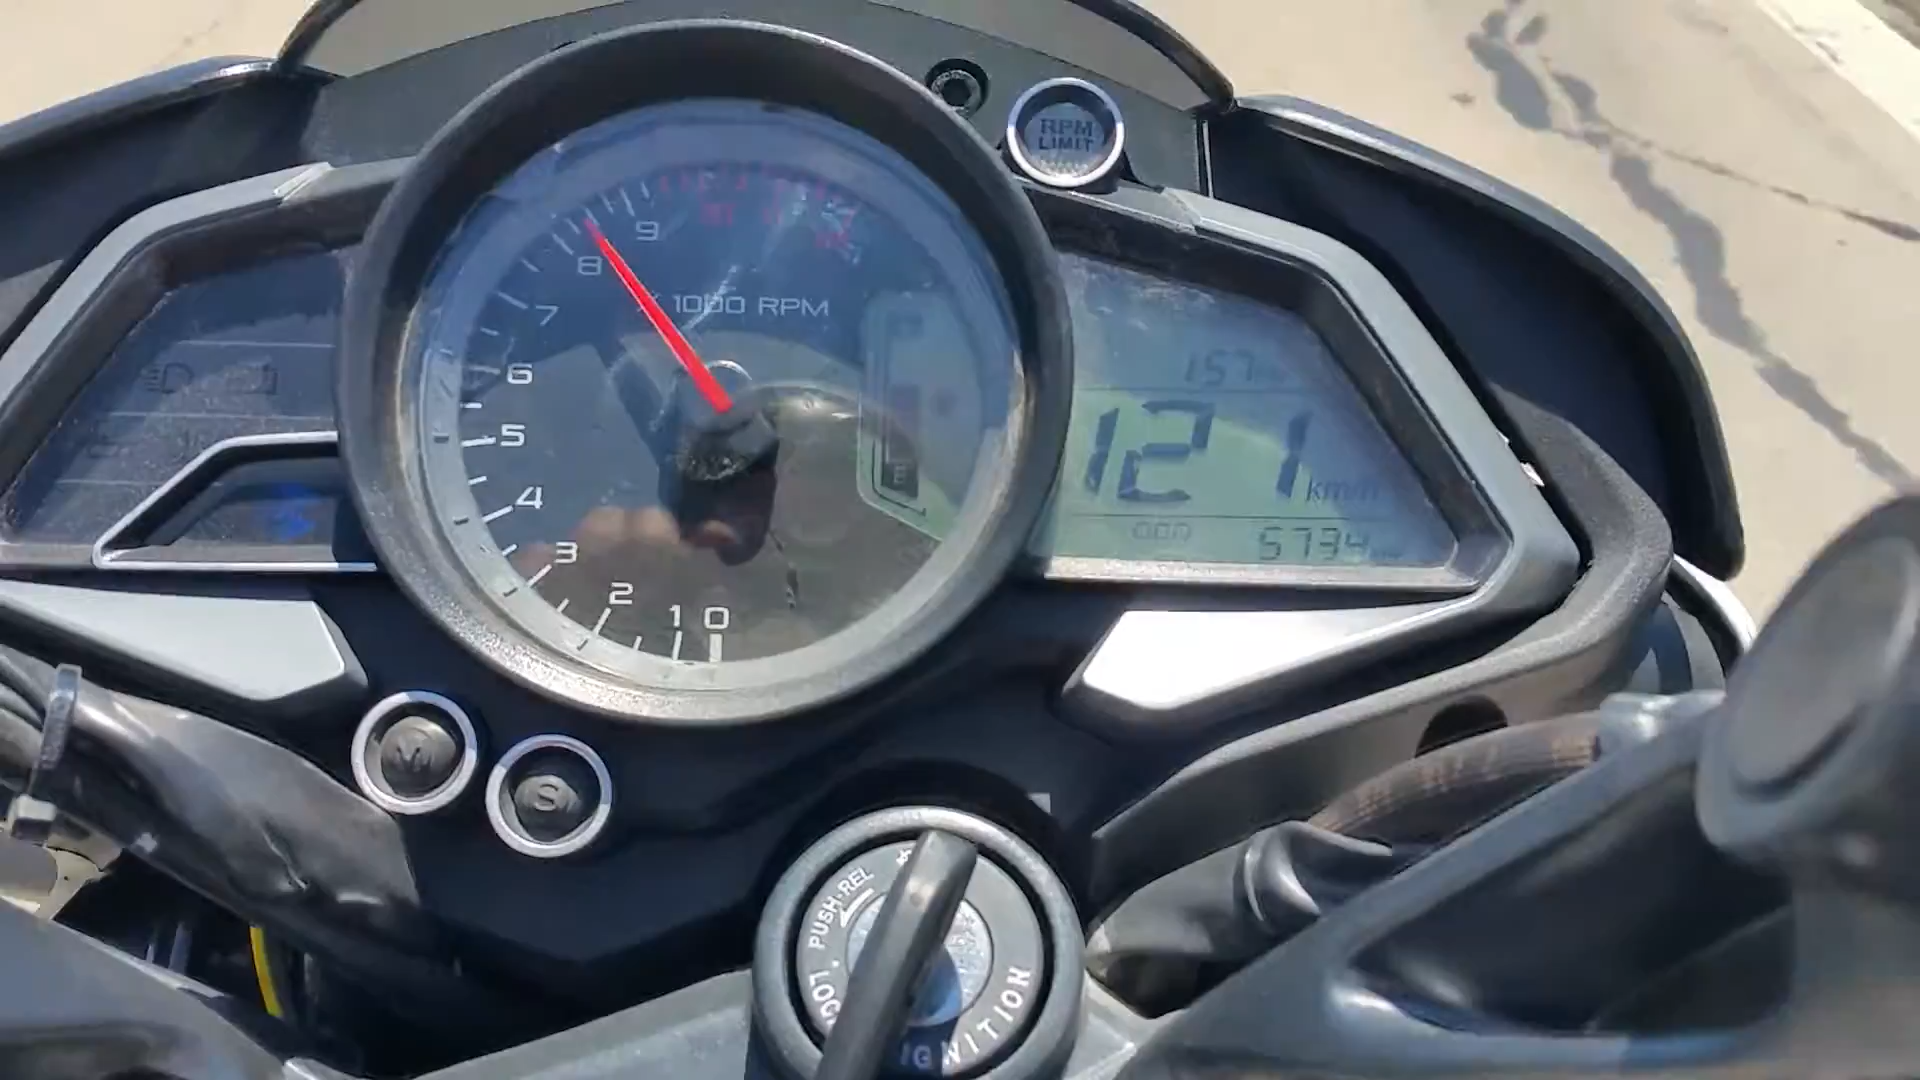 RPM
LIMIT
9
8
x 1000 RPM
7
6
5
4
3
2
1 0
157
121 km/h
ODO
5734
E
M
S
LOCK PUSH-REL
IGNITION